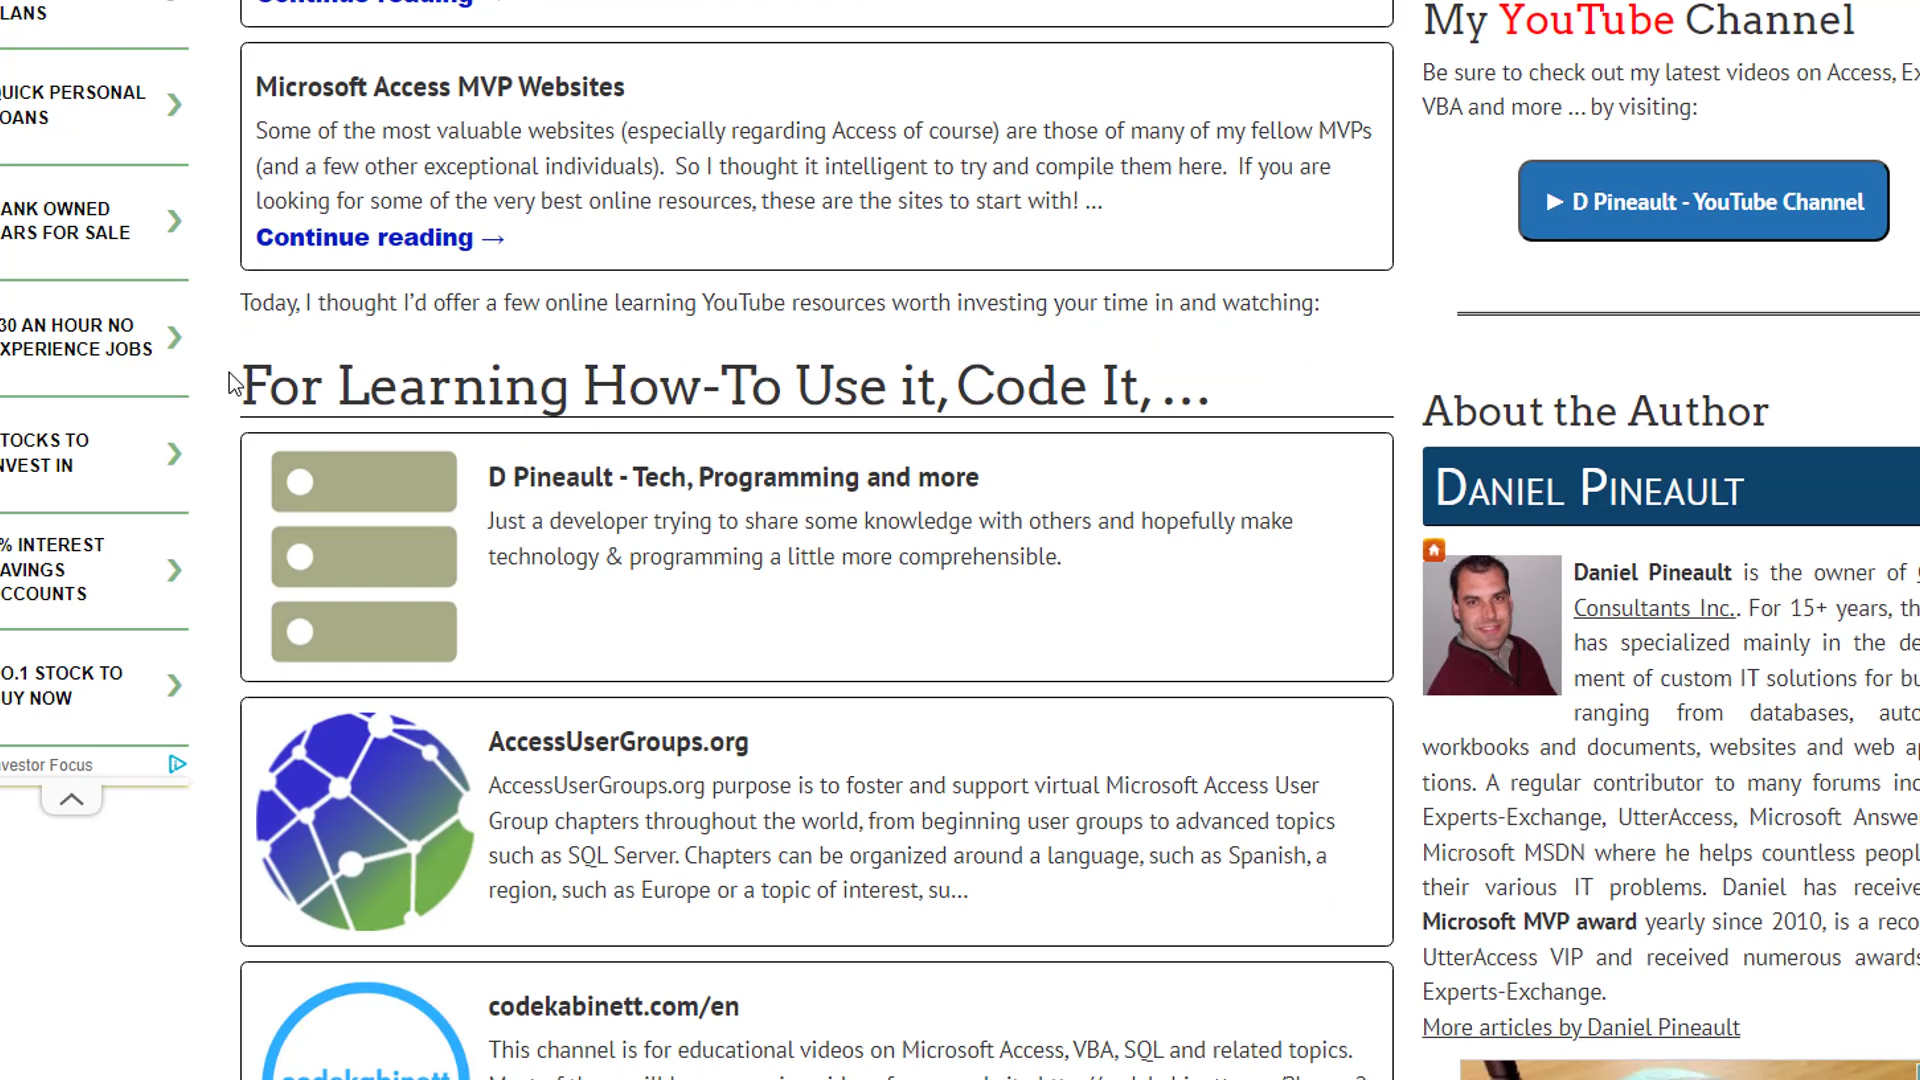 LANS
QUICK PERSONAL
OANS
ANK OWNED
ARS FOR SALE
30 AN HOUR NO
XPERIENCE JOBS
TOCKS TO
NVEST IN
% INTEREST
AVINGS
CCOUNTS
O.1 STOCK TO
UY NOW
vestor Focus
Continue reading →
Microsoft Access MVP Websites
Some of the most valuable websites (especially regarding Access of course) are those of many of my fellow MVPs
(and a few other exceptional individuals). So I thought it intelligent to try and compile them here. If you are
looking for some of the very best online resources, these are the sites to start with! ...
Continue reading →
Today, I thought I'd offer a few online learning YouTube resources worth investing your time in and watching:
For Learning How-To Use it, Code It, ...
D Pineault - Tech, Programming and more
Just a developer trying to share some knowledge with others and hopefully make
technology & programming a little more comprehensible.
AccessUserGroups.org
AccessUserGroups.org purpose is to foster and support virtual Microsoft Access User
Group chapters throughout the world, from beginning user groups to advanced topics
such as SQL Server. Chapters can be organized around a language, such as Spanish, a
region, such as Europe or a topic of interest, su...
codekabinett
codekabinett.com/en
This channel is for educational videos on Microsoft Access, VBA, SQL and related topics.
My YouTube Channel
Be sure to check out my latest videos on Access, Ex
VBA and more ... by visiting:
► D Pineault - YouTube Channel
About the Author
Daniel Pineault
Daniel Pineault is the owner of
Consultants Inc.. For 15+ years, th
has specialized mainly in the de
ment of custom IT solutions for bu
ranging from databases, auto
workbooks and documents, websites and web ap
tions. A regular contributor to many forums inc
Experts-Exchange, UtterAccess, Microsoft Answe
Microsoft MSDN where he helps countless people
their various IT problems. Daniel has receive
Microsoft MVP award yearly since 2010, is a reco
UtterAccess VIP and received numerous awards
Experts-Exchange.
More articles by Daniel Pineault